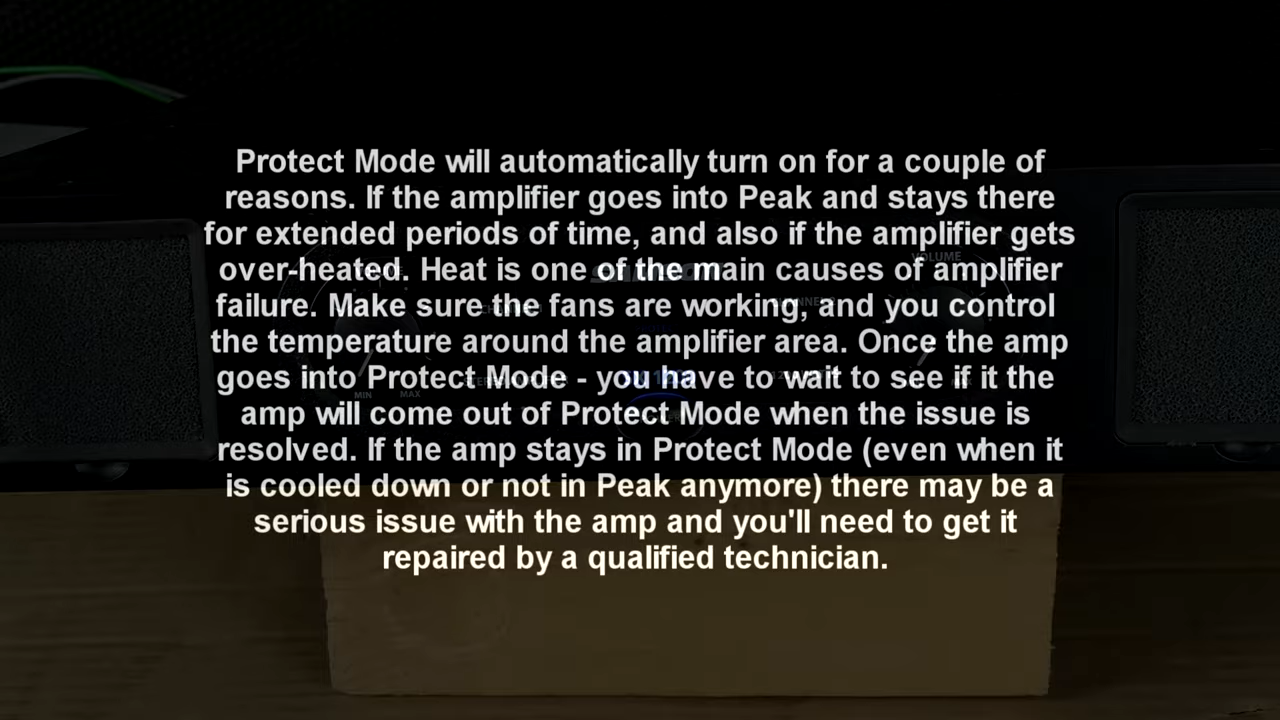 Protect Mode will automatically turn on for a couple of
reasons. If the amplifier goes into Peak and stays there
for extended periods of time, and also if the amplifier gets
over-heated. Heat is one of the main causes of amplifier
failure. Make sure the fans are working, and you control
the temperature around the amplifier area. Once the amp
goes into Protect Mode - you have to wait to see if it the
amp will come out of Protect Mode when the issue is
resolved. If the amp stays in Protect Mode (even when it
is cooled down or not in Peak anymore) there may be a
serious issue with the amp and you'll need to get it
repaired by a qualified technician.
VOLUME
MIN
MAX